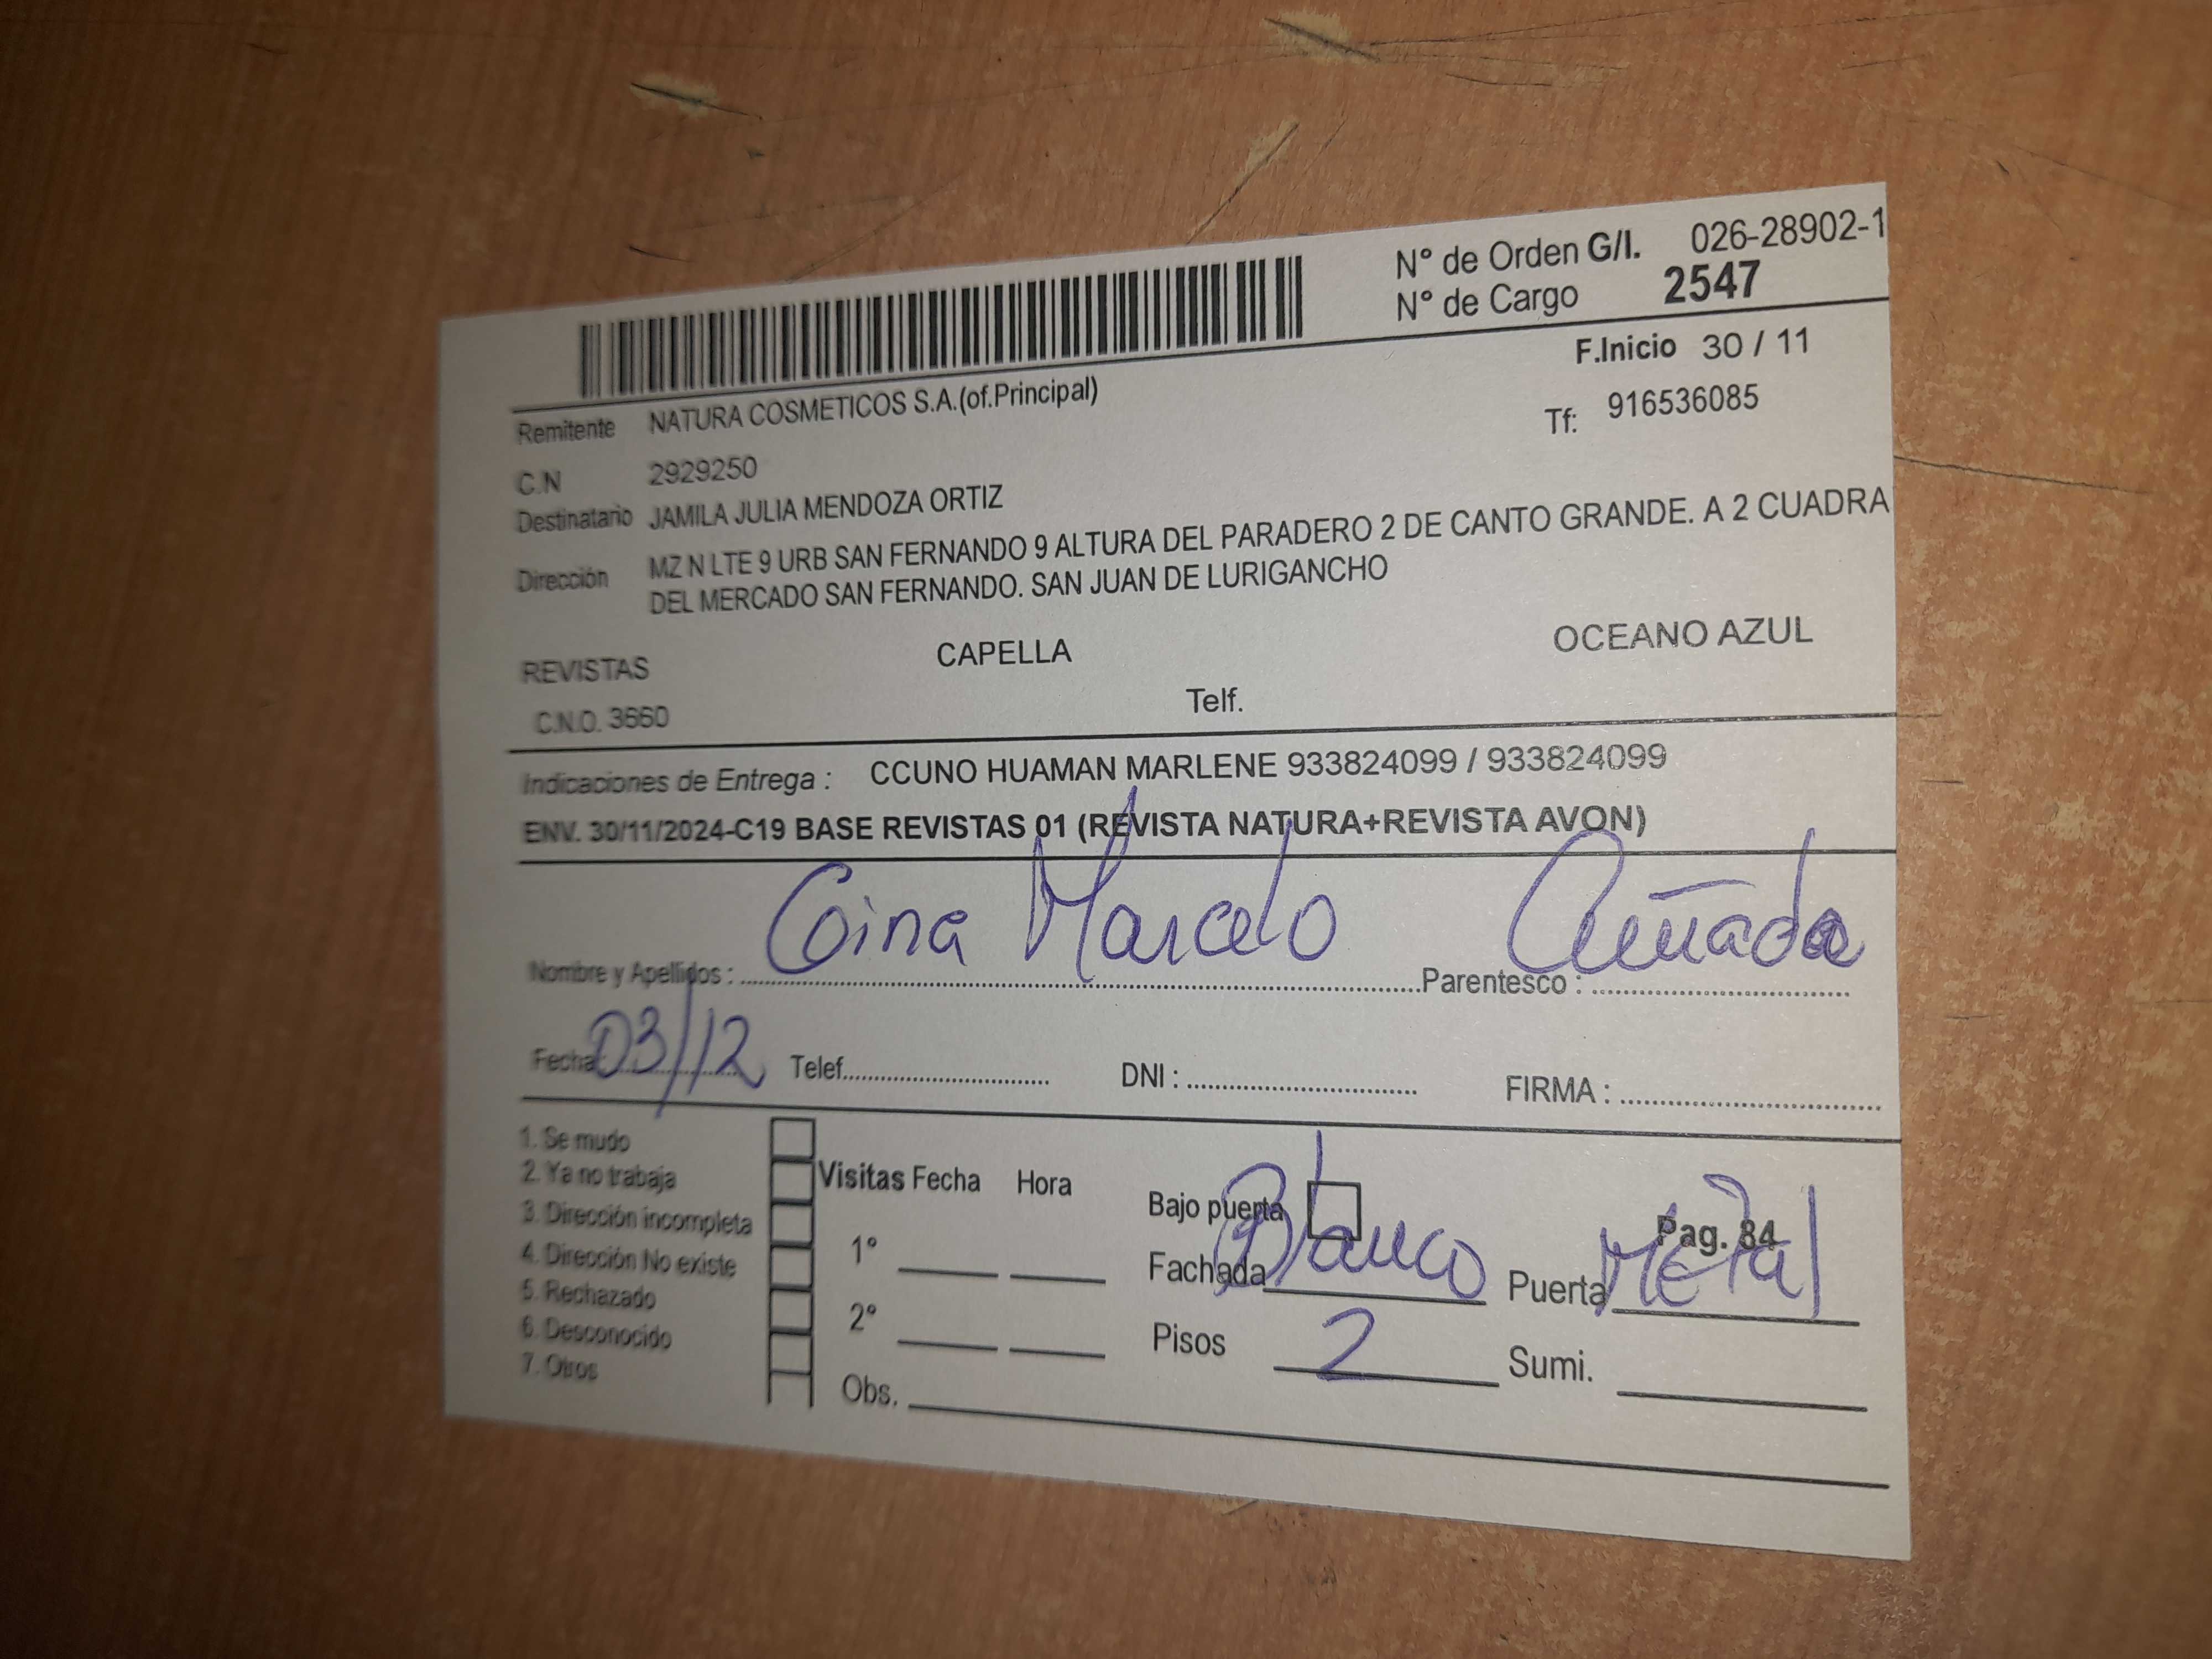 N° de Orden G/I. 026-28902-1
N° de Cargo 2547
F.Inicio 30 / 11
Remitente NATURA COSMETICOS S.A.(of.Principal)
Tf: 916536085
C.N 2929250
Destinatario JAMILA JULIA MENDOZA ORTIZ
Dirección MZ N LTE 9 URB SAN FERNANDO 9 ALTURA DEL PARADERO 2 DE CANTO GRANDE. A 2 CUADRA
DEL MERCADO SAN FERNANDO. SAN JUAN DE LURIGANCHO
REVISTAS CAPELLA OCEANO AZUL
C.N.O. 3660 Telf.
Indicaciones de Entrega : CCUNO HUAMAN MARLENE 933824099 / 933824099
ENV. 30/11/2024-C19 BASE REVISTAS 01 (REVISTA NATURA+REVISTA AVON)
Nombre y Apellidos : Coina Marcelo Parentesco : Cuñada
Fecha: 03/12 Telef. DNI : FIRMA :
1. Se mudo
2. Ya no trabaja
3. Dirección incompleta
4. Dirección No existe
5. Rechazado
6. Desconocido
7. Otros
Visitas Fecha Hora
1°
2°
Obs.
Bajo puerta Pag. 84
Fachada Blanco Puerta Metal
Pisos 2 Sumi.